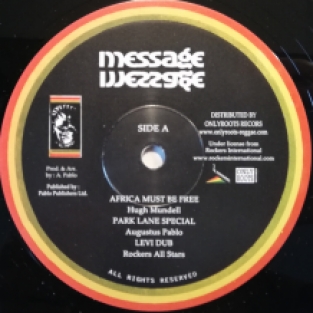 message
message
SIDE A
DISTRIBUTED BY
ONLYROOTS RECORS
www.onlyroots-reggae.com
Under license from
Rockers International
www.rockersinternational.com
Prod. & Arr.
by : A. Pablo
Published by :
Pablo Publishers Ltd.
AFRICA MUST BE FREE
Hugh Mundell
PARK LANE SPECIAL
Augustus Pablo
LEVI DUB
Rockers All Stars
ALL RIGHTS RESERVED